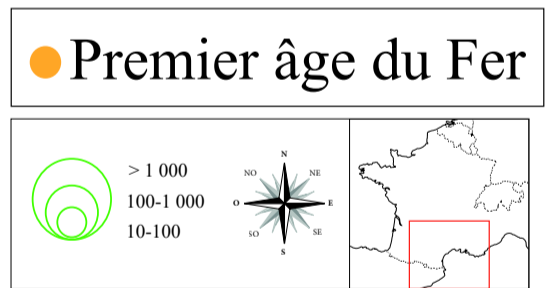 Premier âge du Fer
> 1 000
100-1 000
10-100
N
NO NE
O E
SO SE
S